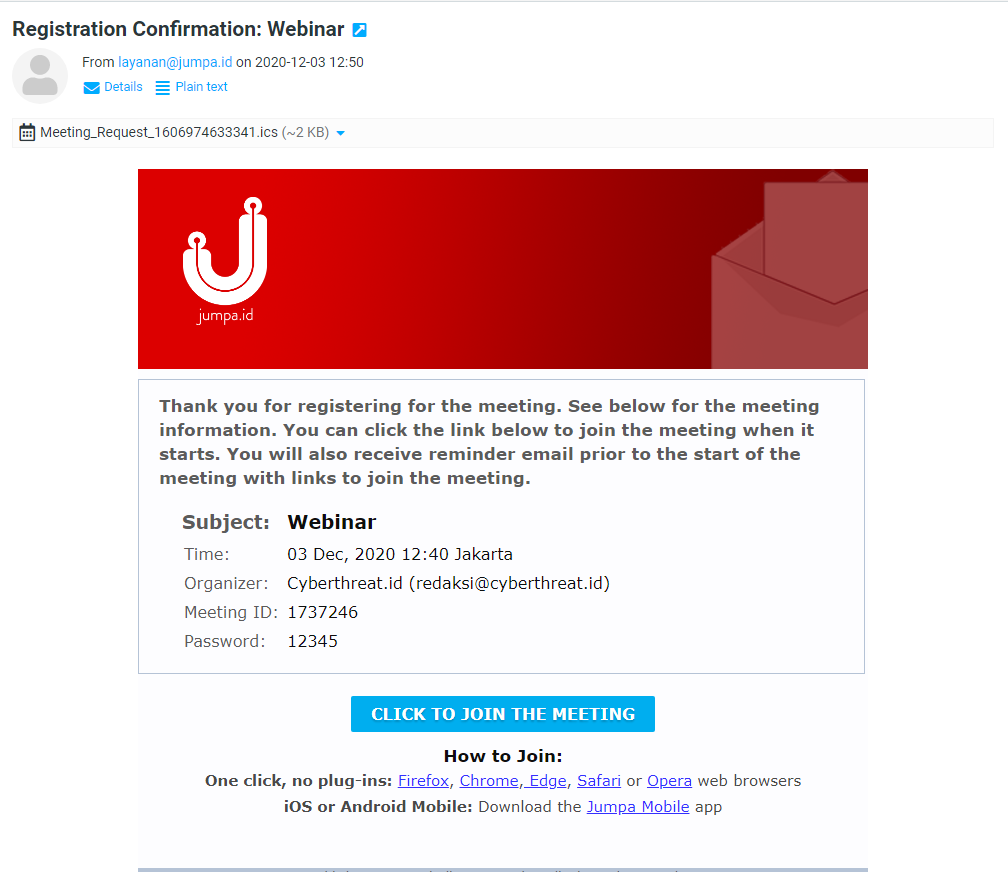 Registration Confirmation: Webinar
From layanan@jumpa.id on 2020-12-03 12:50
Details Plain text
Meeting_Request_1606974633341.ics (~2 KB)
jumpa.id
Thank you for registering for the meeting. See below for the meeting
information. You can click the link below to join the meeting when it
starts. You will also receive reminder email prior to the start of the
meeting with links to join the meeting.
Subject: Webinar
Time: 03 Dec, 2020 12:40 Jakarta
Organizer: Cyberthreat.id (redaksi@cyberthreat.id)
Meeting ID: 1737246
Password: 12345
CLICK TO JOIN THE MEETING
How to Join:
One click, no plug-ins: Firefox, Chrome, Edge, Safari or Opera web browsers
iOS or Android Mobile: Download the Jumpa Mobile app